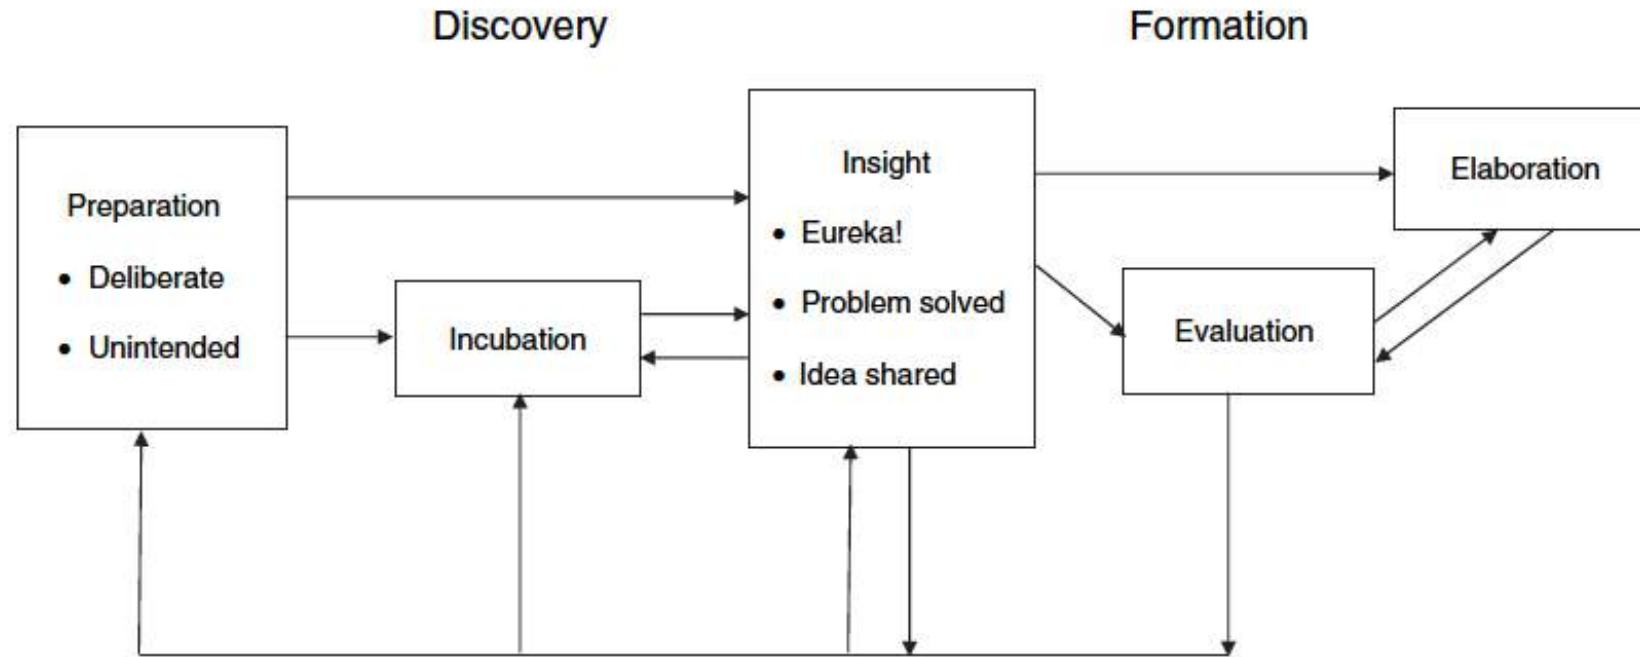 Discovery
Formation
Preparation
• Deliberate
• Unintended
Incubation
Insight
• Eureka!
• Problem solved
• Idea shared
Evaluation
Elaboration